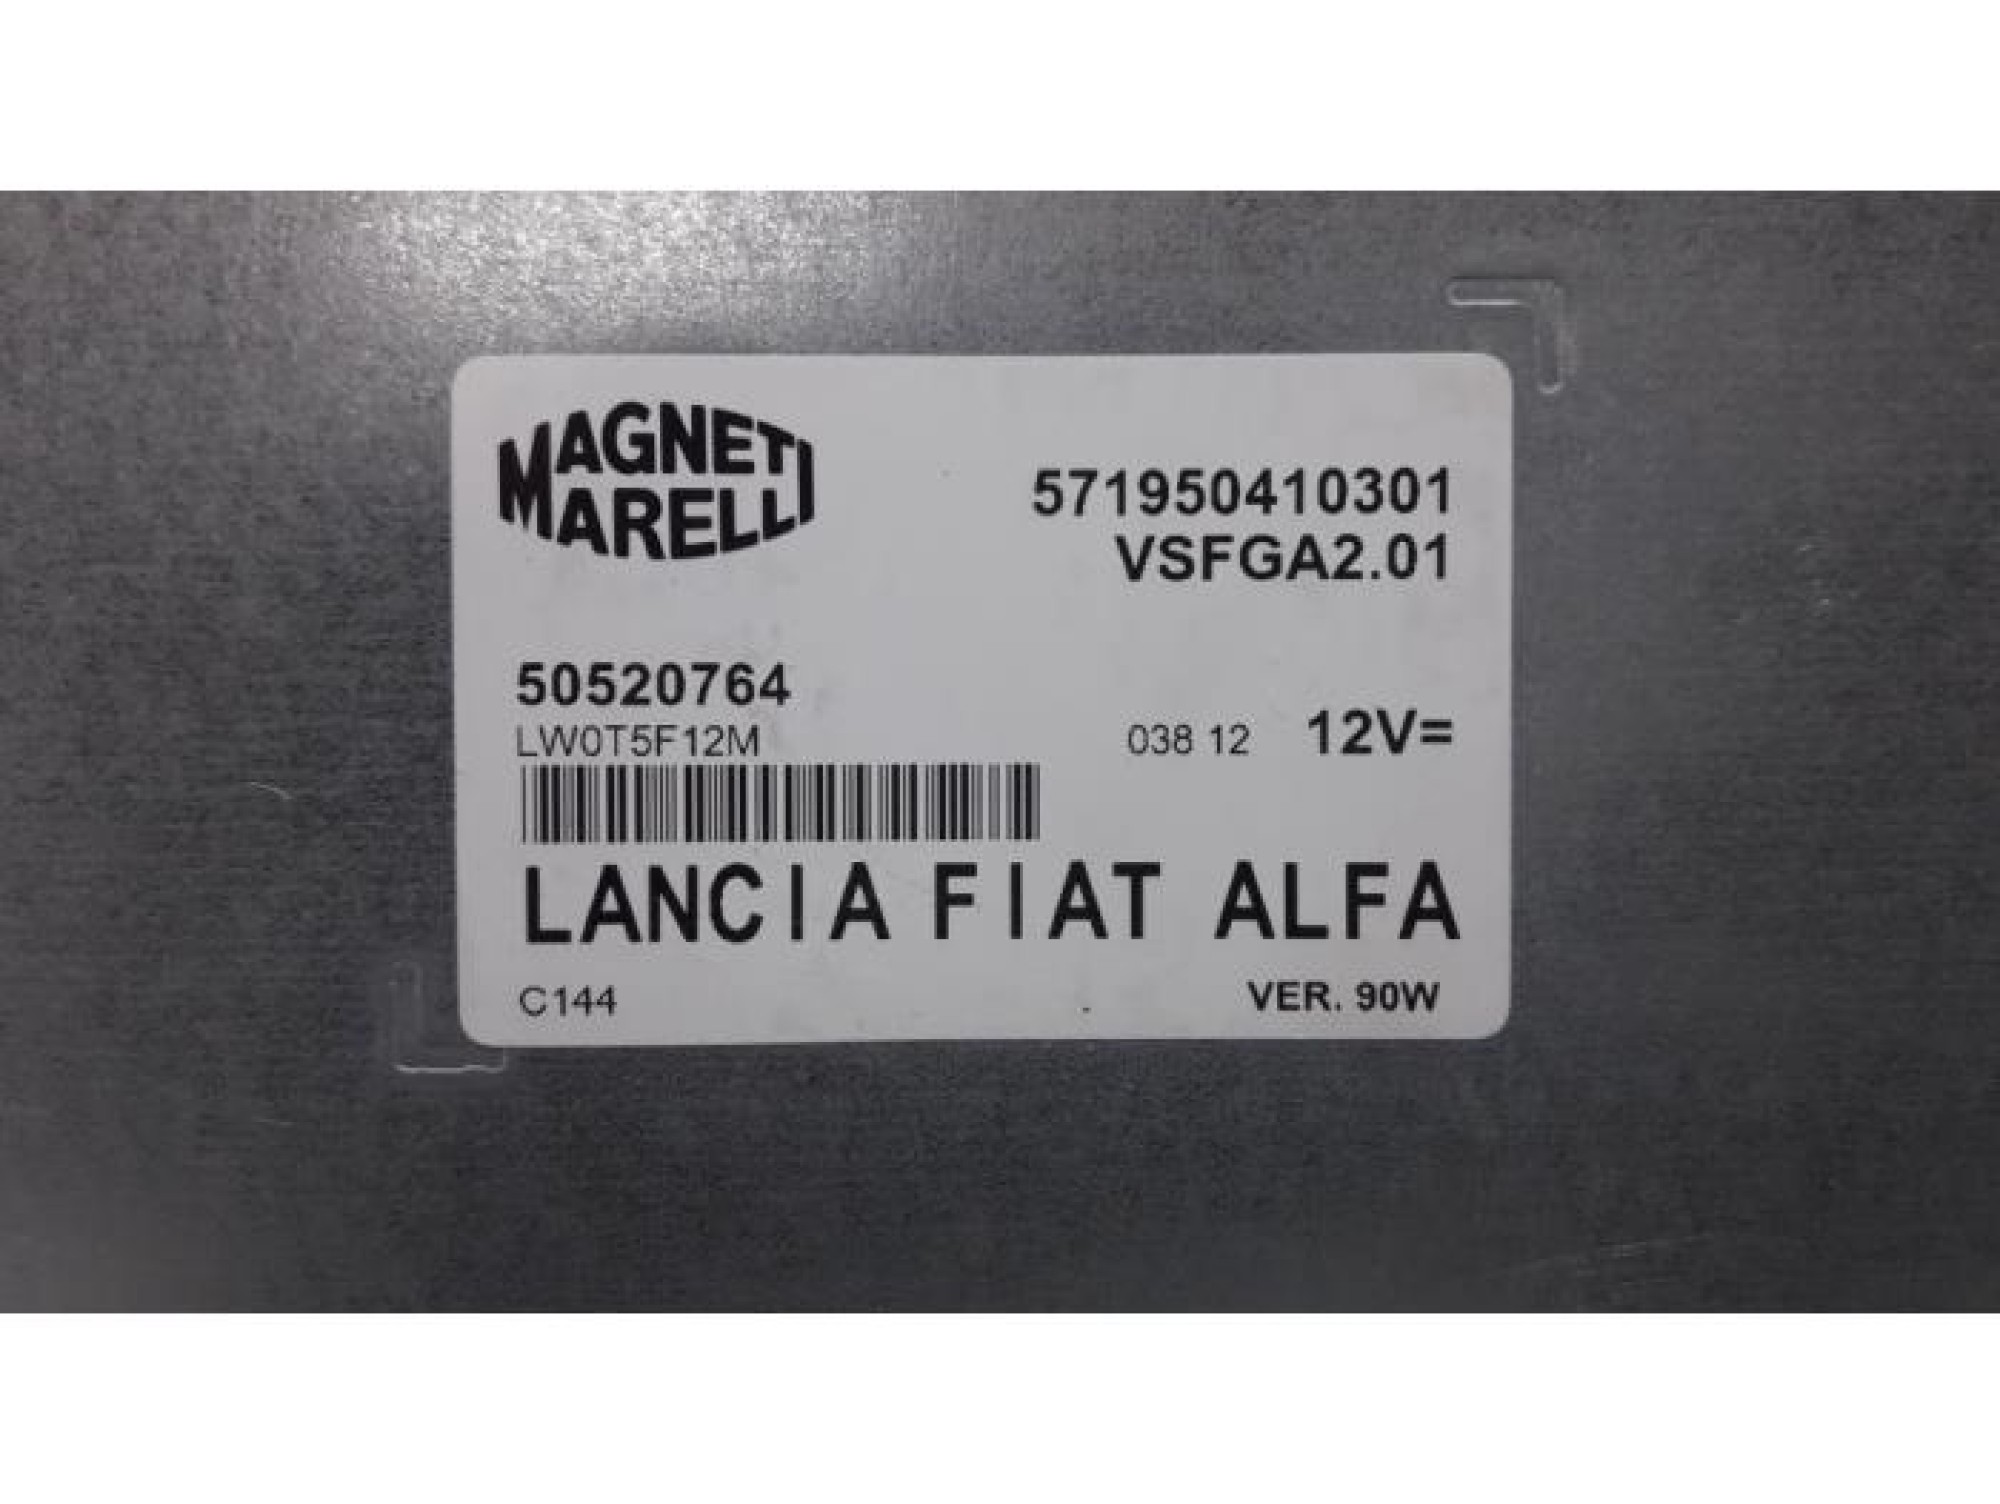 MAGNETI
MARELLI
571950410301
VSFGA2.01
50520764
LW0T5F12M
038 12 12V=
LANCIA FIAT ALFA
C144 VER. 90W